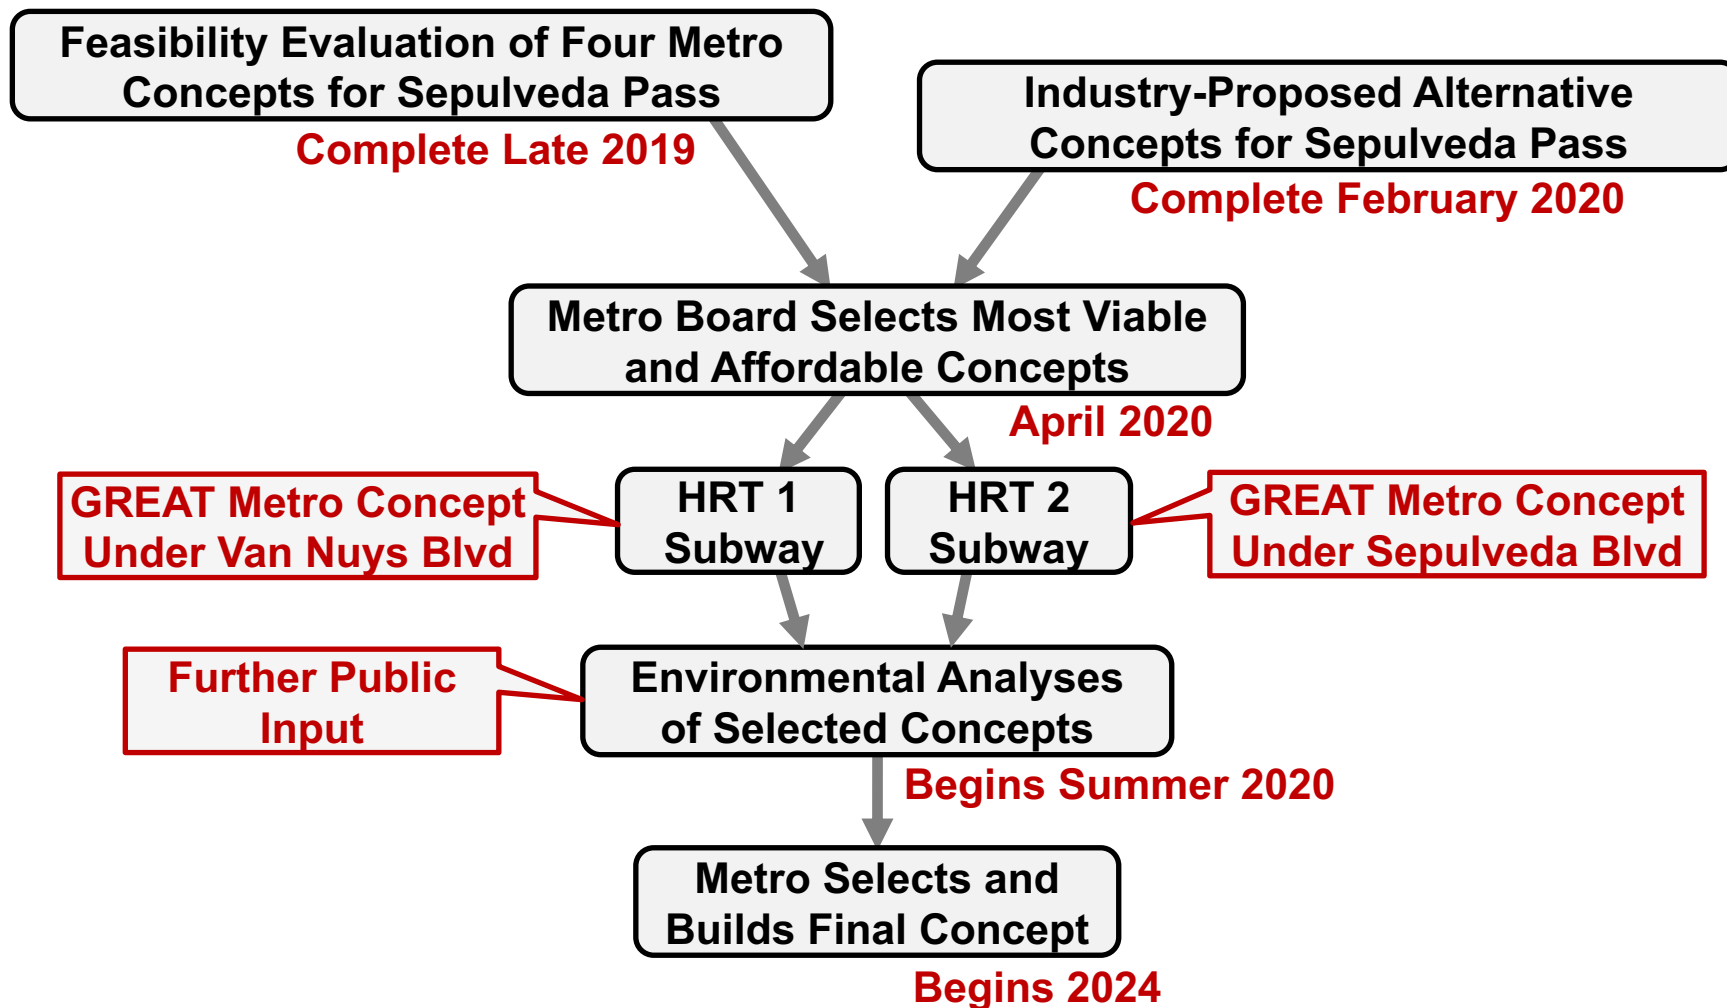 Feasibility Evaluation of Four Metro
Concepts for Sepulveda Pass
Complete Late 2019
Industry-Proposed Alternative
Concepts for Sepulveda Pass
Complete February 2020
Metro Board Selects Most Viable
and Affordable Concepts
April 2020
GREAT Metro Concept
Under Van Nuys Blvd
HRT 1
Subway
HRT 2
Subway
GREAT Metro Concept
Under Sepulveda Blvd
Further Public
Input
Environmental Analyses
of Selected Concepts
Begins Summer 2020
Metro Selects and
Builds Final Concept
Begins 2024